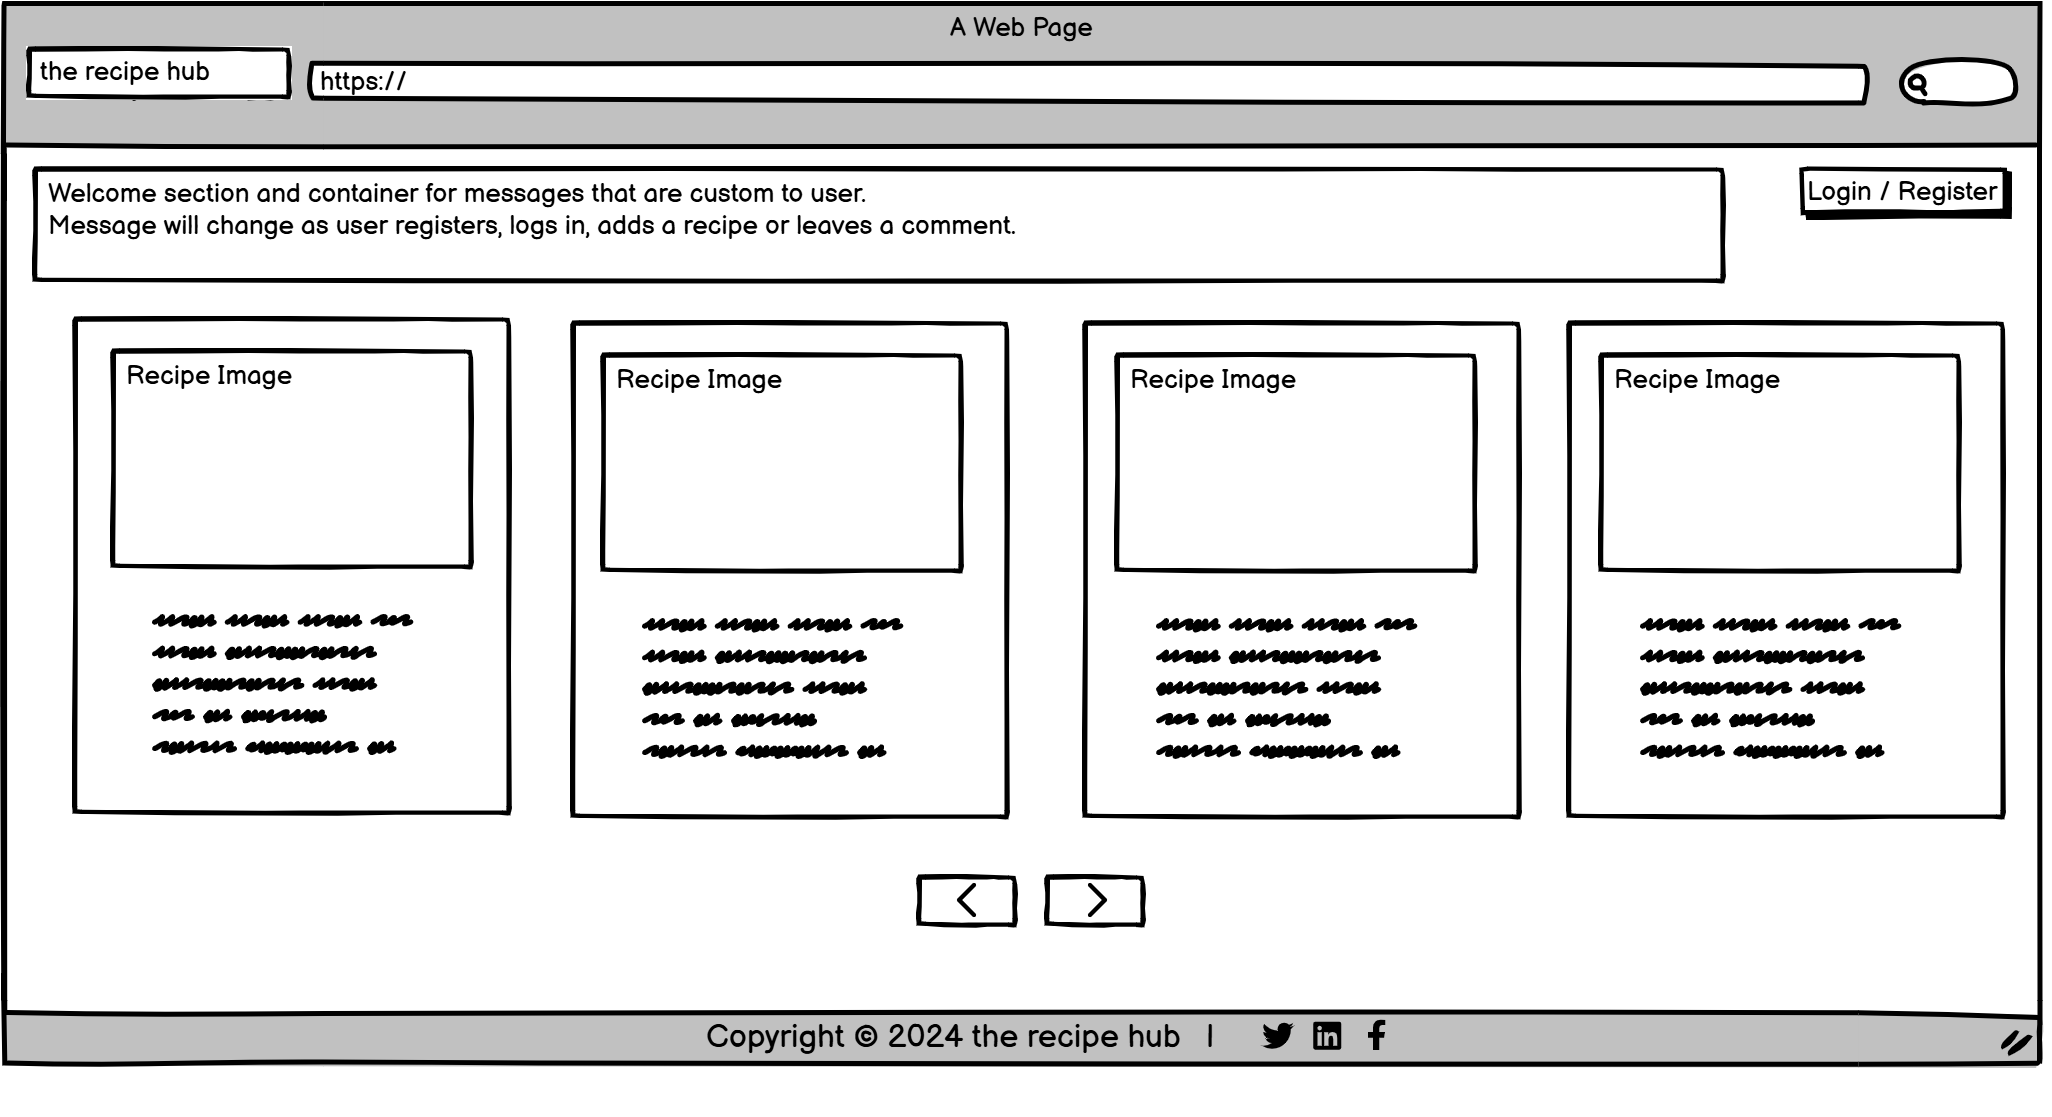 A Web Page
the recipe hub
https://
Welcome section and container for messages that are custom to user.
Message will change as user registers, logs in, adds a recipe or leaves a comment.
Login / Register
Recipe Image
Recipe Image
Recipe Image
Recipe Image
Copyright © 2024 the recipe hub |